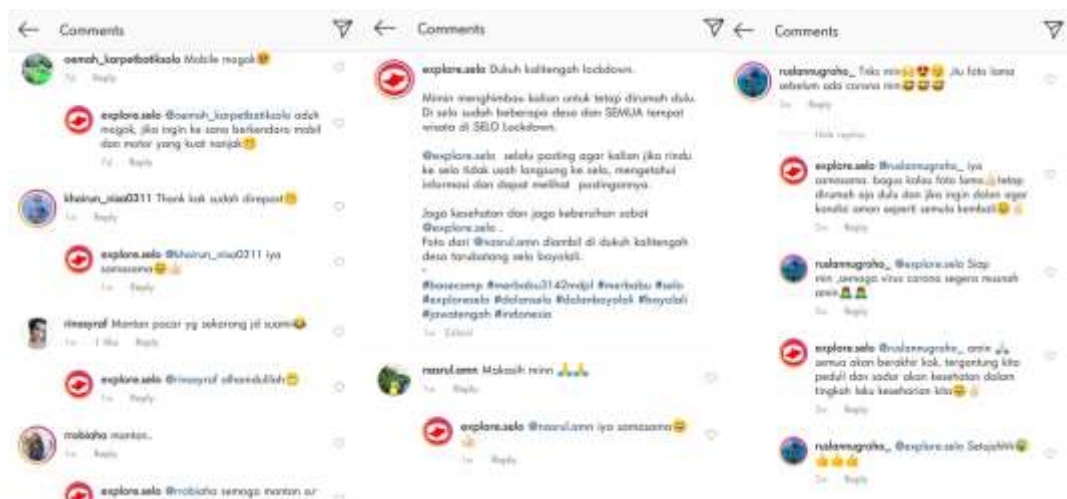 Comments
oemah_karpetbatiksolo Mobile mogok
7d Reply
explore.selo @oemah_karpetbatiksolo aduh
mogok, jika ingin ke sana berkendara mobil
dan motor yang kuat nanjak
7d Reply
khoirun_nisa0311 Thank kak sudah direpost
1w Reply
explore.selo @khoirun_nisa0311 iya
samasama
1w Reply
rinasyraf Mantan pacar yg sekarang jd suami
1w 1 like Reply
explore.selo @rinasyraf alhamdulilah
1w Reply
rrobiaha mantan..
1w Reply
explore.selo @rrobiaha semoga mantan
Comments
explore.selo Dukuh kalitengah lockdown.
Mimin menghimbau kalian untuk tetap dirumah dulu.
Di selo sudah beberapa desa dan SEMUA tempat
wisata di SELO Lockdown.
@explore.selo selalu posting agar kalian jika rindu
ke selo tidak usah langsung ke selo, mengetahui
informasi dan dapat melihat postingannya.
Jaga kesehatan dan jaga kebersihan sobat
@explore.selo .
Foto dari @nasrul.amn diambil di dukuh kalitengah
desa tarubatang selo boyolali.
-
#basecamp #merbabu3142mdpl #merbabu #selo
#exploreselo #dolanselo #dolanboyolali #boyolali
#jawatengah #indonesia
1w Edited
nasrul.amn Makasih minn 🙏🙏
1w Reply
explore.selo @nasrul.amn iya samasama
1w Reply
Comments
ruslannugroho_ Trks min Jlu foto lama
sebelum ada corona min
2w Reply
Hide replies
explore.selo @ruslannugroho_ iya
samasama. bagus kalau foto lama tetap
dirumah aja dulu dan jika ingin dolan agar
kondisi aman seperti semula kembali
2w Reply
ruslannugroho_ @explore.selo Siap
min ,semoga virus corona segera musnah
amin
2w Reply
explore.selo @ruslannugroho_ amin
semua akan berakhir kok, tergantung kita
peduli dan sadar akan kesehatan dalam
tingkah laku keseharian kita
2w Reply
ruslannugroho_ @explore.selo Setujuhhh
👍👍👍
2w Reply